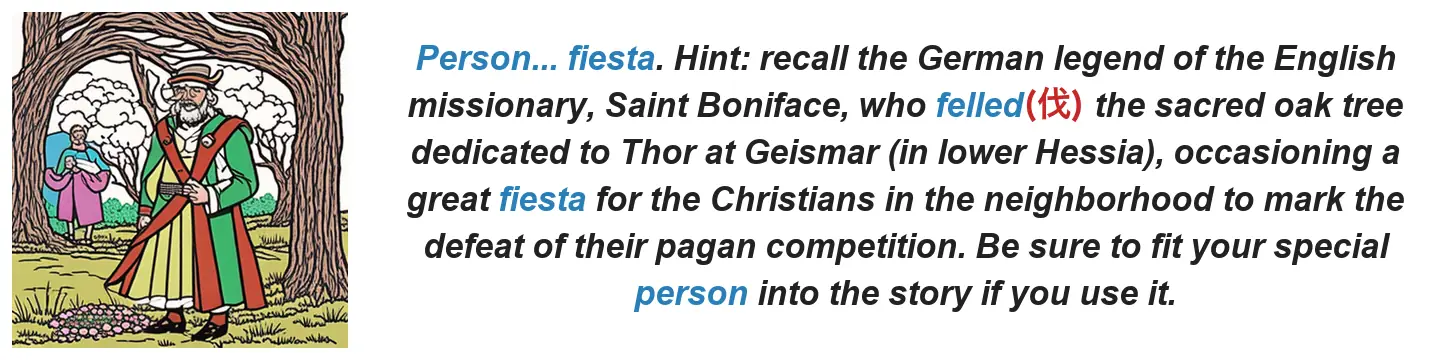 Person... fiesta. Hint: recall the German legend of the English
missionary, Saint Boniface, who felled(伐) the sacred oak tree
dedicated to Thor at Geismar (in lower Hessia), occasioning a
great fiesta for the Christians in the neighborhood to mark the
defeat of their pagan competition. Be sure to fit your special
person into the story if you use it.